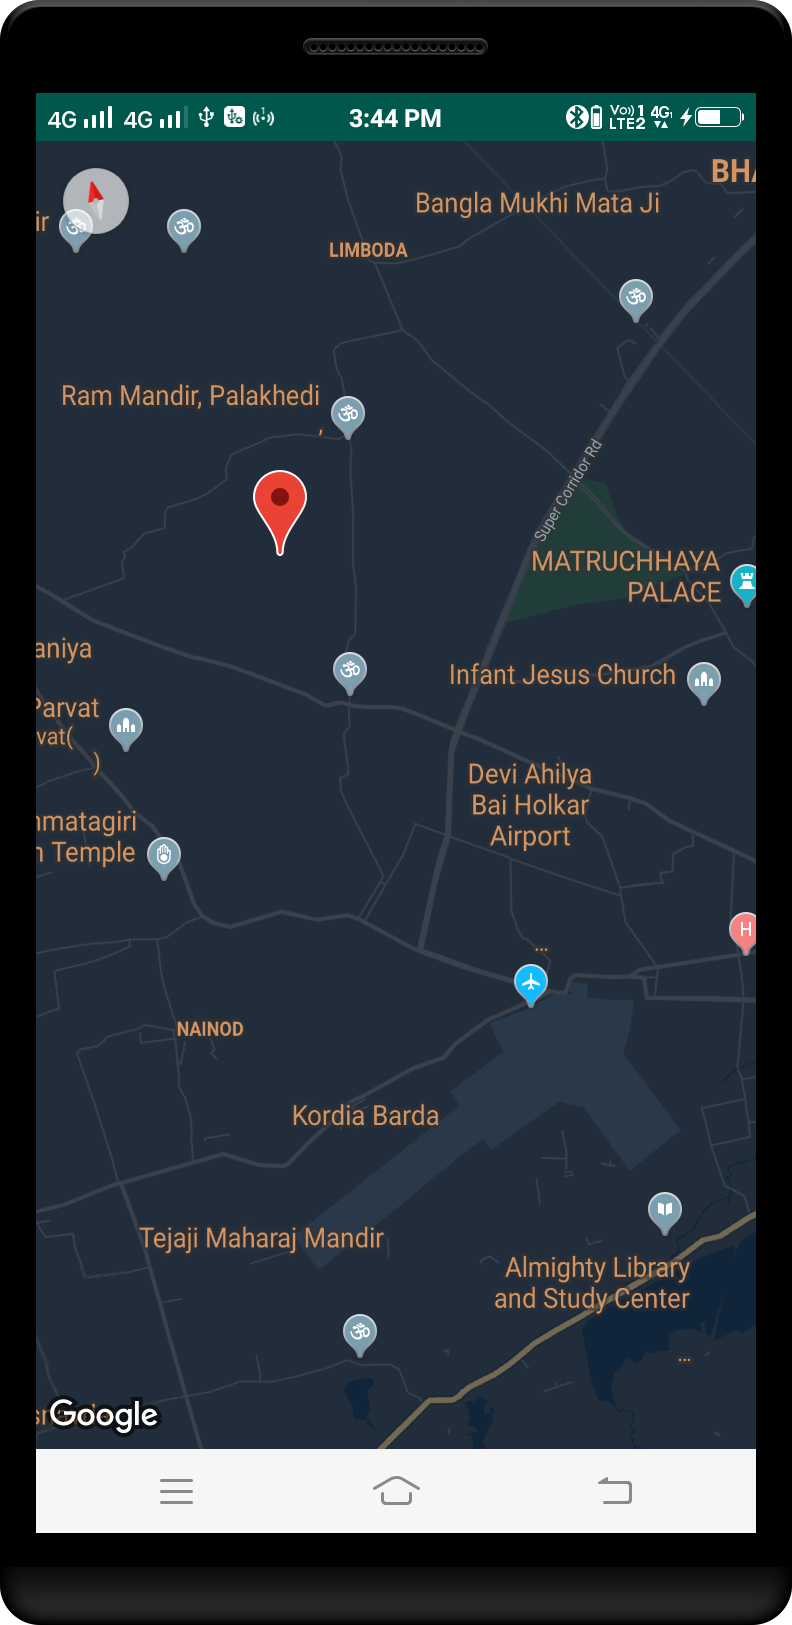 4G 4G 3:44 PM Vo)) 1 LTE2 4G
BHA
Bangla Mukhi Mata Ji
ir
LIMBODA
Ram Mandir, Palakhedi
,
Super Corridor Rd
MATRUCHHAYA
PALACE
aniya
Infant Jesus Church
Parvat
vat(
)
Devi Ahilya
Bai Holkar
Airport
nmatagiri
n Temple
H
...
NAINOD
Kordia Barda
Tejaji Maharaj Mandir
Almighty Library
and Study Center
...
Google